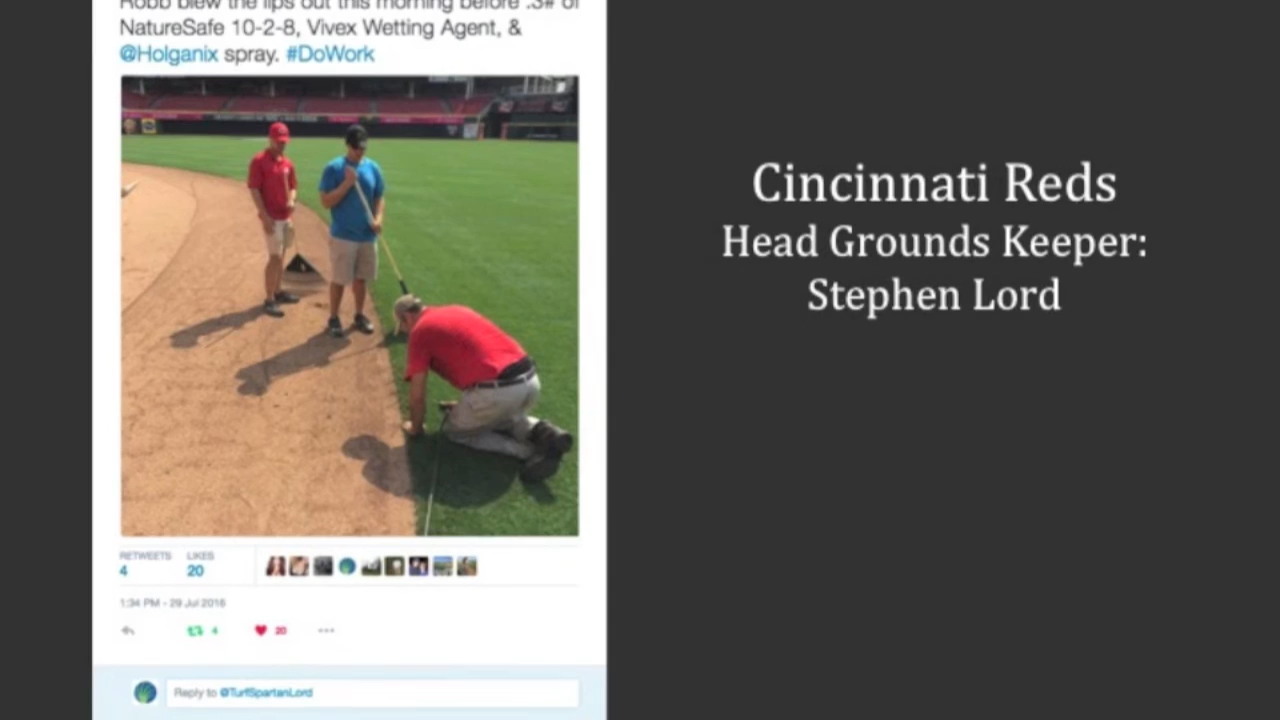 Robb blew the lips out this morning before .3# of
NatureSafe 10-2-8, Vivex Wetting Agent, &
@Holganix spray. #DoWork
RETWEETS LIKES
4 20
1:34 PM - 29 Jul 2016
4 20
Reply to @TurfSpartanLord
Cincinnati Reds
Head Grounds Keeper:
Stephen Lord